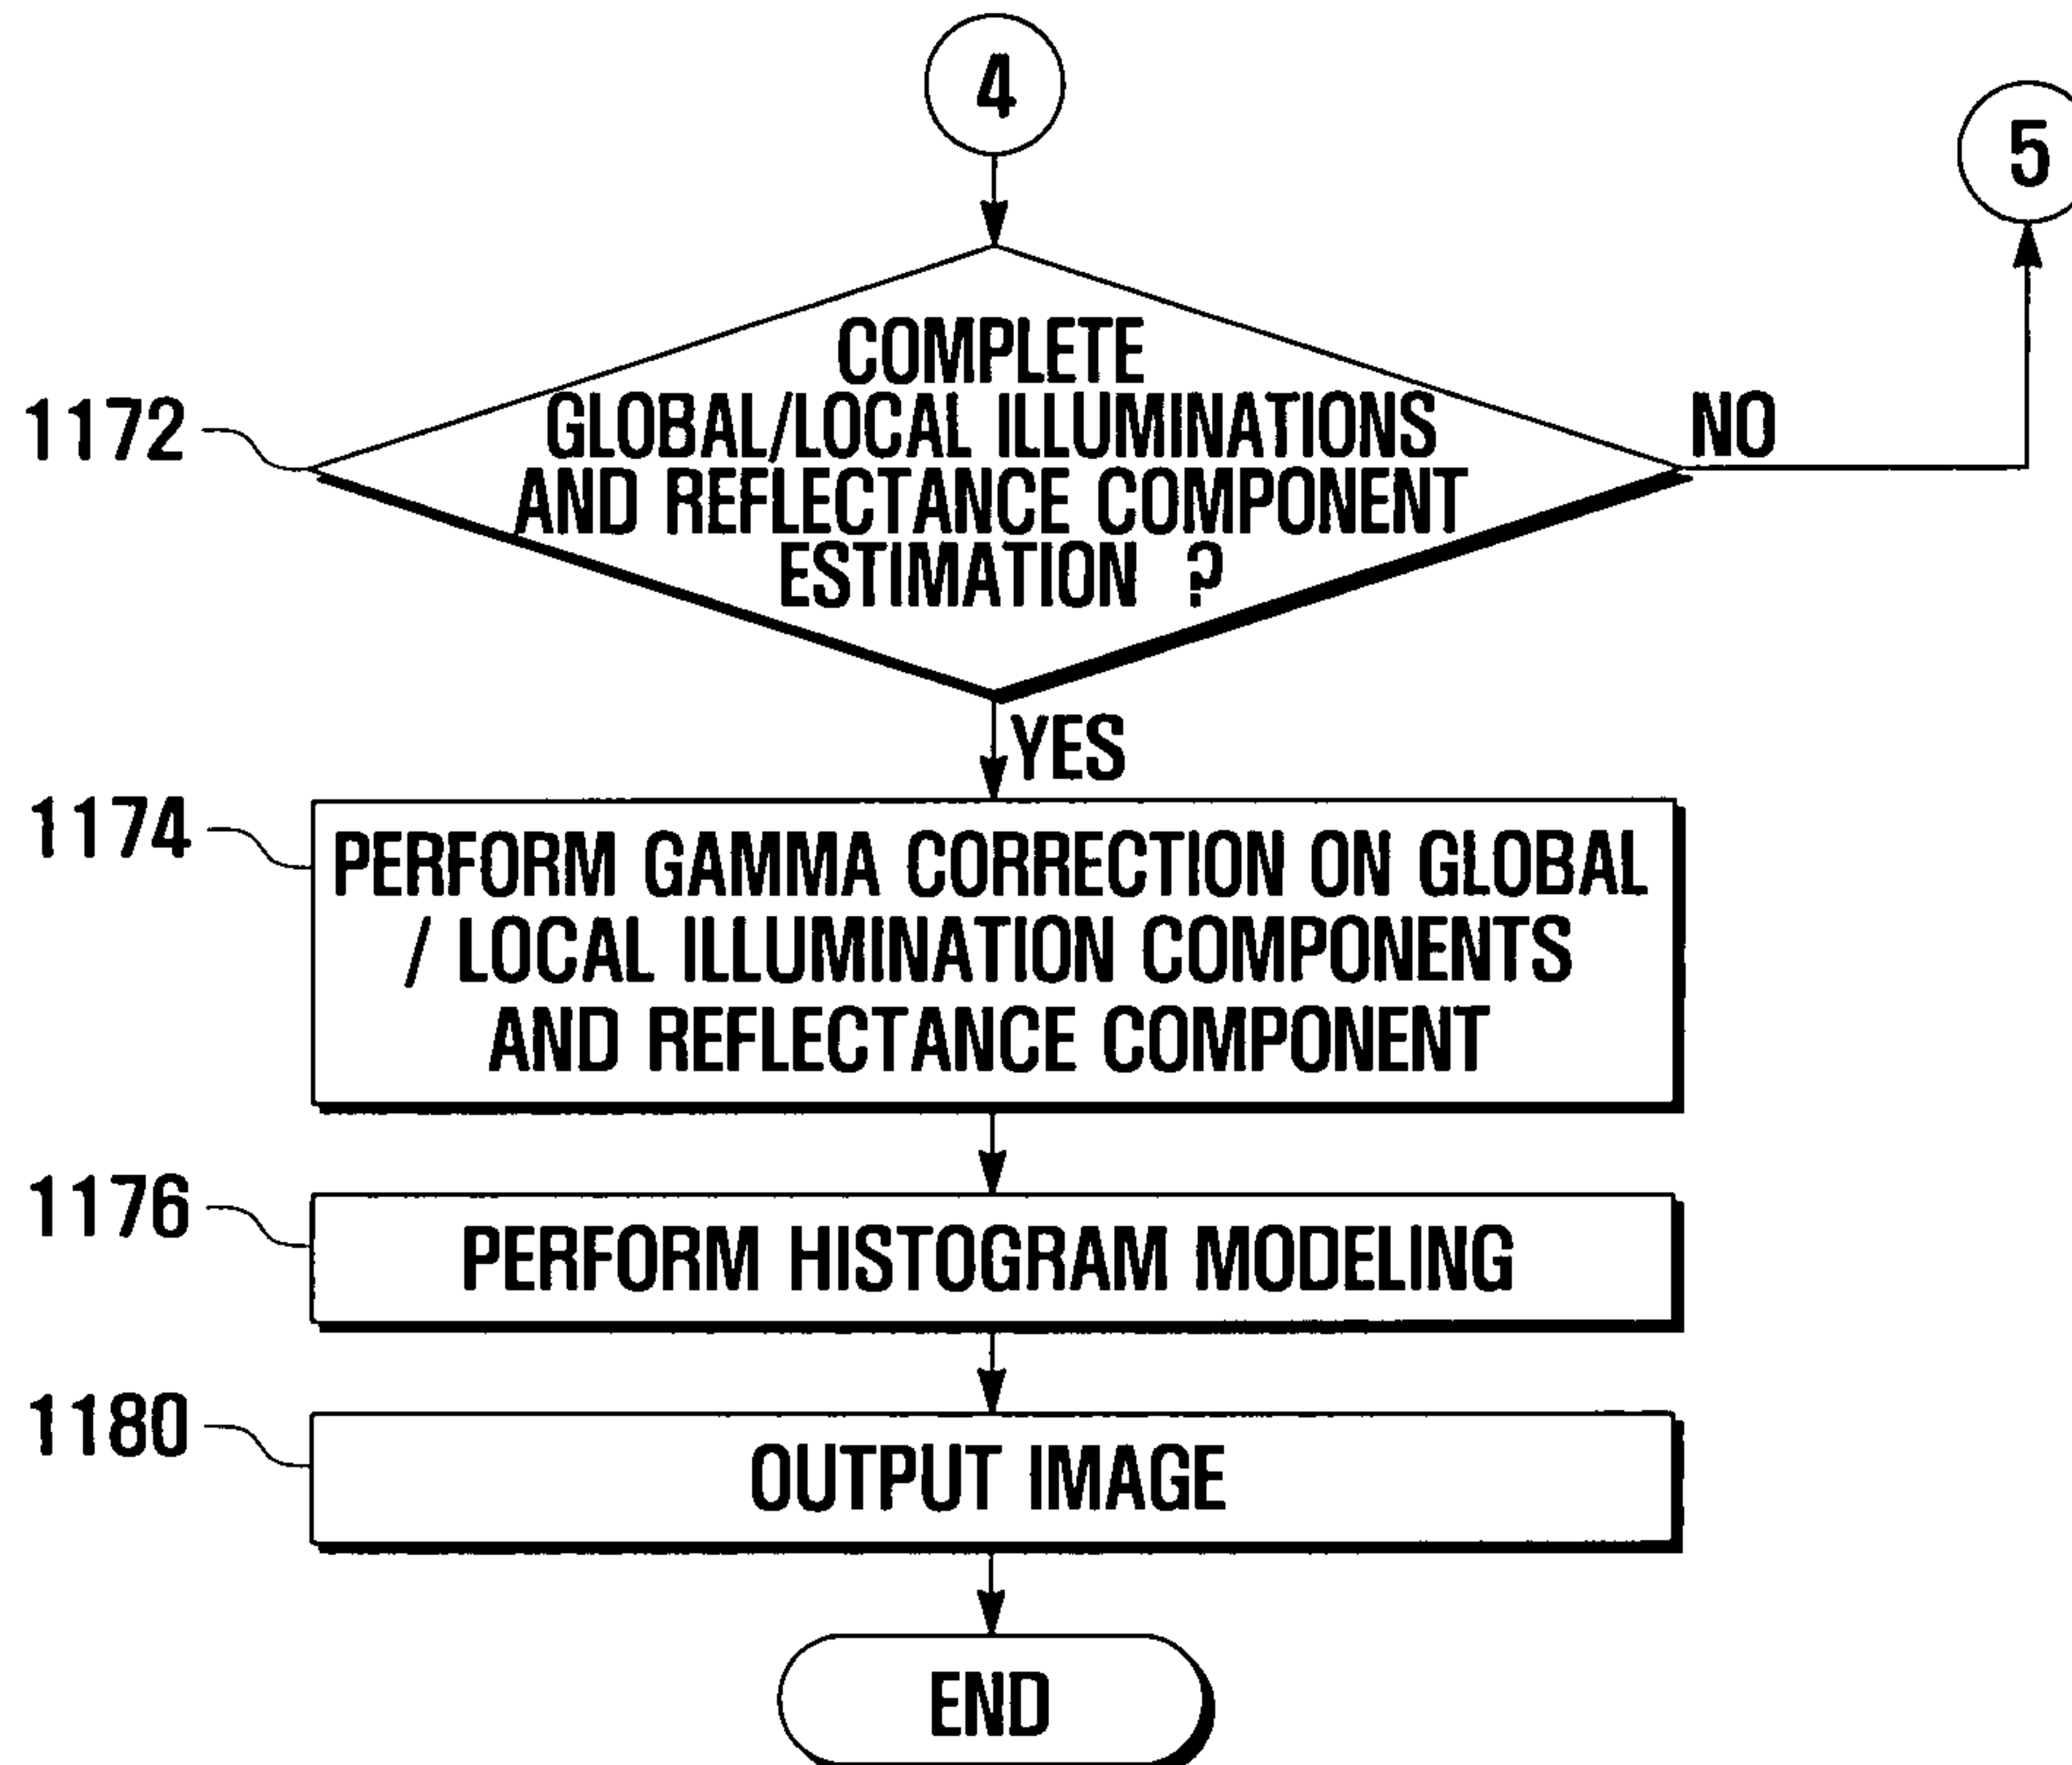 4
5
COMPLETE
GLOBAL/LOCAL ILLUMINATIONS
AND REFLECTANCE COMPONENT
ESTIMATION ?
1172
NO
YES
1174
PERFORM GAMMA CORRECTION ON GLOBAL
/ LOCAL ILLUMINATION COMPONENTS
AND REFLECTANCE COMPONENT
1176
PERFORM HISTOGRAM MODELING
1180
OUTPUT IMAGE
END